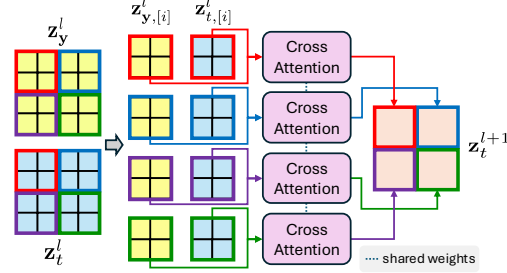 z_y^l
z_{y,[i]}^l z_{t,[i]}^l
Cross
Attention
Cross
Attention
Cross
Attention
Cross
Attention
z_t^l
z_t^{l+1}
shared weights